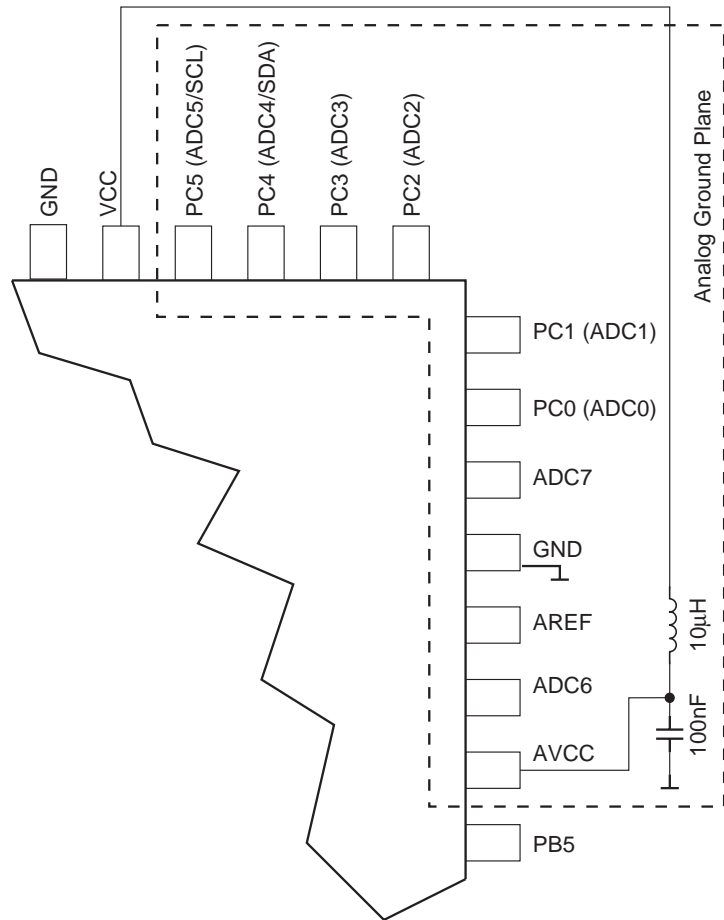 GND
VCC
PC5 (ADC5/SCL)
PC4 (ADC4/SDA)
PC3 (ADC3)
PC2 (ADC2)
Analog Ground Plane
PC1 (ADC1)
PC0 (ADC0)
ADC7
GND
AREF
ADC6
AVCC
PB5
10μH
100nF